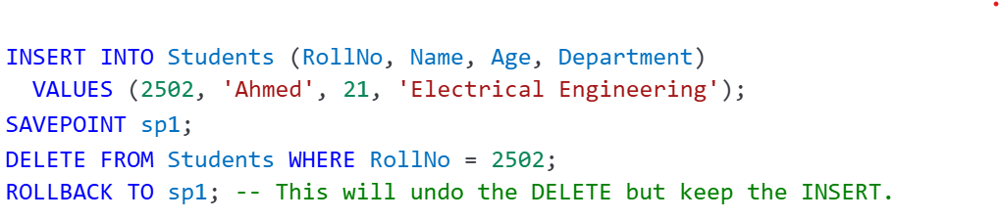 INSERT INTO Students (RollNo, Name, Age, Department)
  VALUES (2502, 'Ahmed', 21, 'Electrical Engineering');
SAVEPOINT sp1;
DELETE FROM Students WHERE RollNo = 2502;
ROLLBACK TO sp1; -- This will undo the DELETE but keep the INSERT.